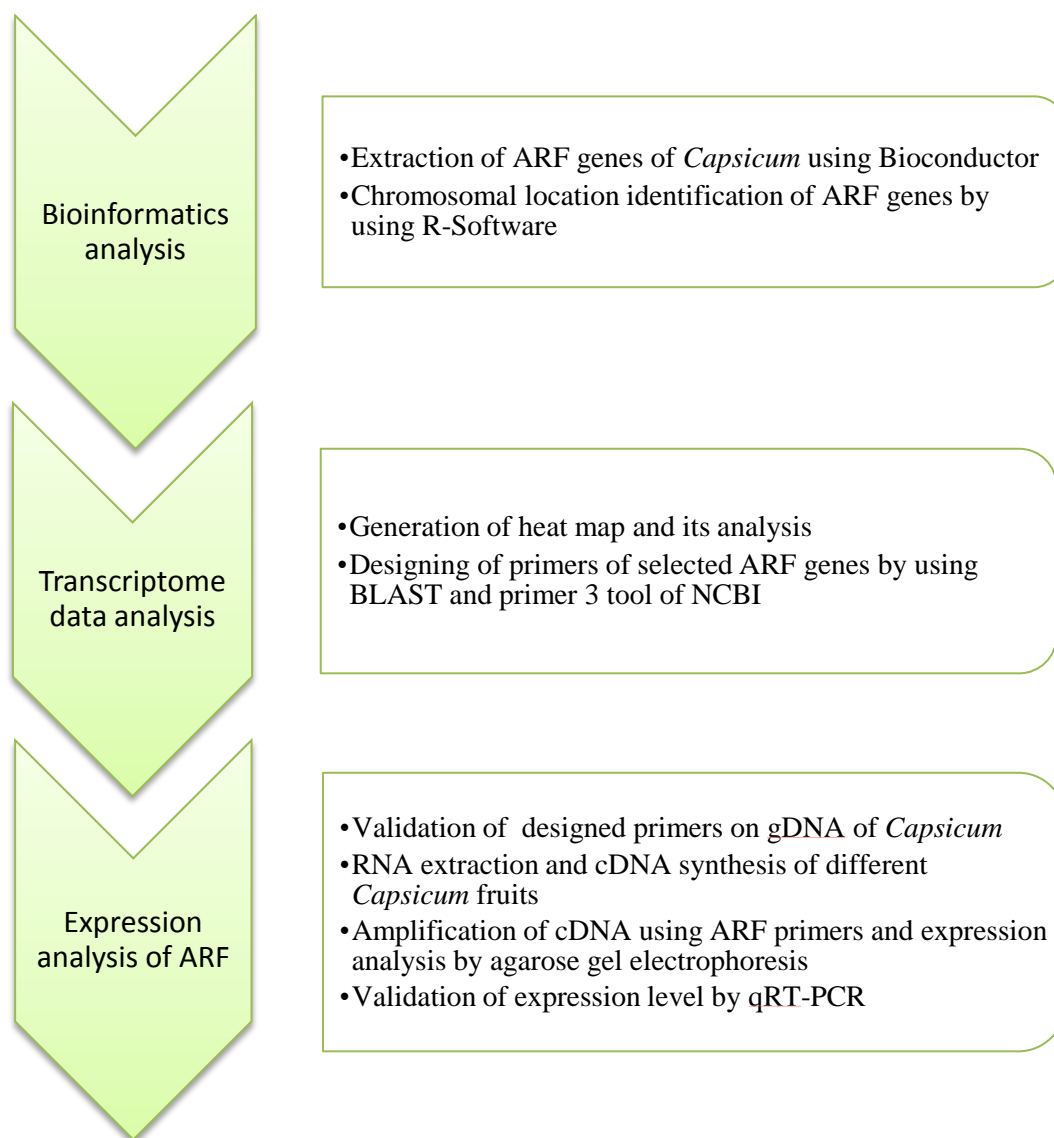 Bioinformatics
analysis
•Extraction of ARF genes of Capsicum using Bioconductor
•Chromosomal location identification of ARF genes by
using R-Software
Transcriptome
data analysis
•Generation of heat map and its analysis
•Designing of primers of selected ARF genes by using
BLAST and primer 3 tool of NCBI
Expression
analysis of ARF
•Validation of designed primers on gDNA of Capsicum
•RNA extraction and cDNA synthesis of different
Capsicum fruits
•Amplification of cDNA using ARF primers and expression
analysis by agarose gel electrophoresis
•Validation of expression level by qRT-PCR